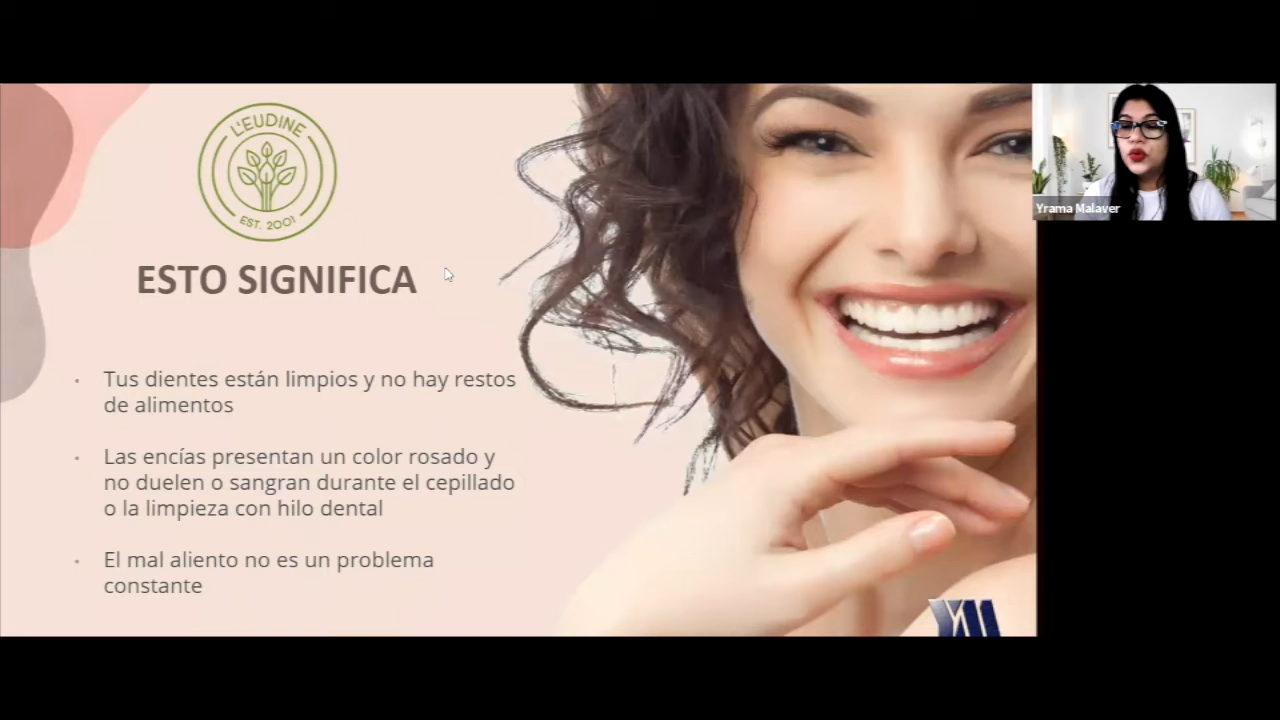 L'EUDINE
EST. 2001
ESTO SIGNIFICA
Tus dientes están limpios y no hay restos
de alimentos
Las encías presentan un color rosado y
no duelen o sangran durante el cepillado
o la limpieza con hilo dental
El mal aliento no es un problema
constante
YM
Yrama Malaver